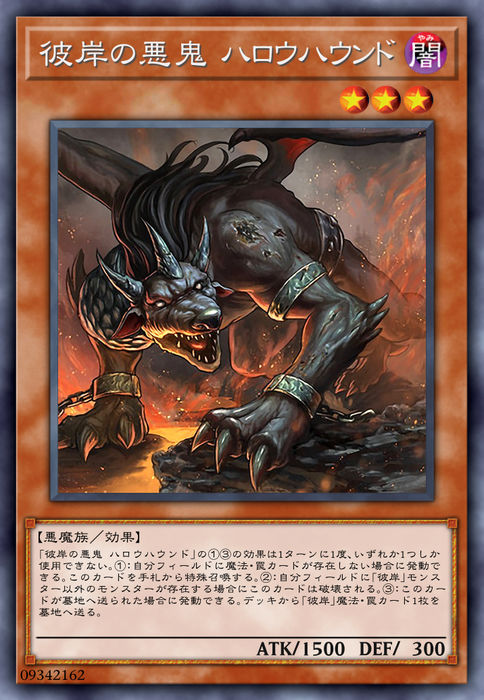 彼岸の悪鬼 ハロウハウンド
やみ
闇
【悪魔族／効果】
「彼岸の悪鬼 ハロウハウンド」の①③の効果は1ターンに1度、いずれか1つしか
使用できない。①:自分フィールドに魔法・罠カードが存在しない場合に発動で
きる。このカードを手札から特殊召喚する。②:自分フィールドに「彼岸」モンス
ター以外のモンスターが存在する場合にこのカードは破壊される。③:このカー
ドが墓地へ送られた場合に発動できる。デッキから「彼岸」魔法・罠カード1枚を
墓地へ送る。
ATK/1500 DEF/ 300
09342162